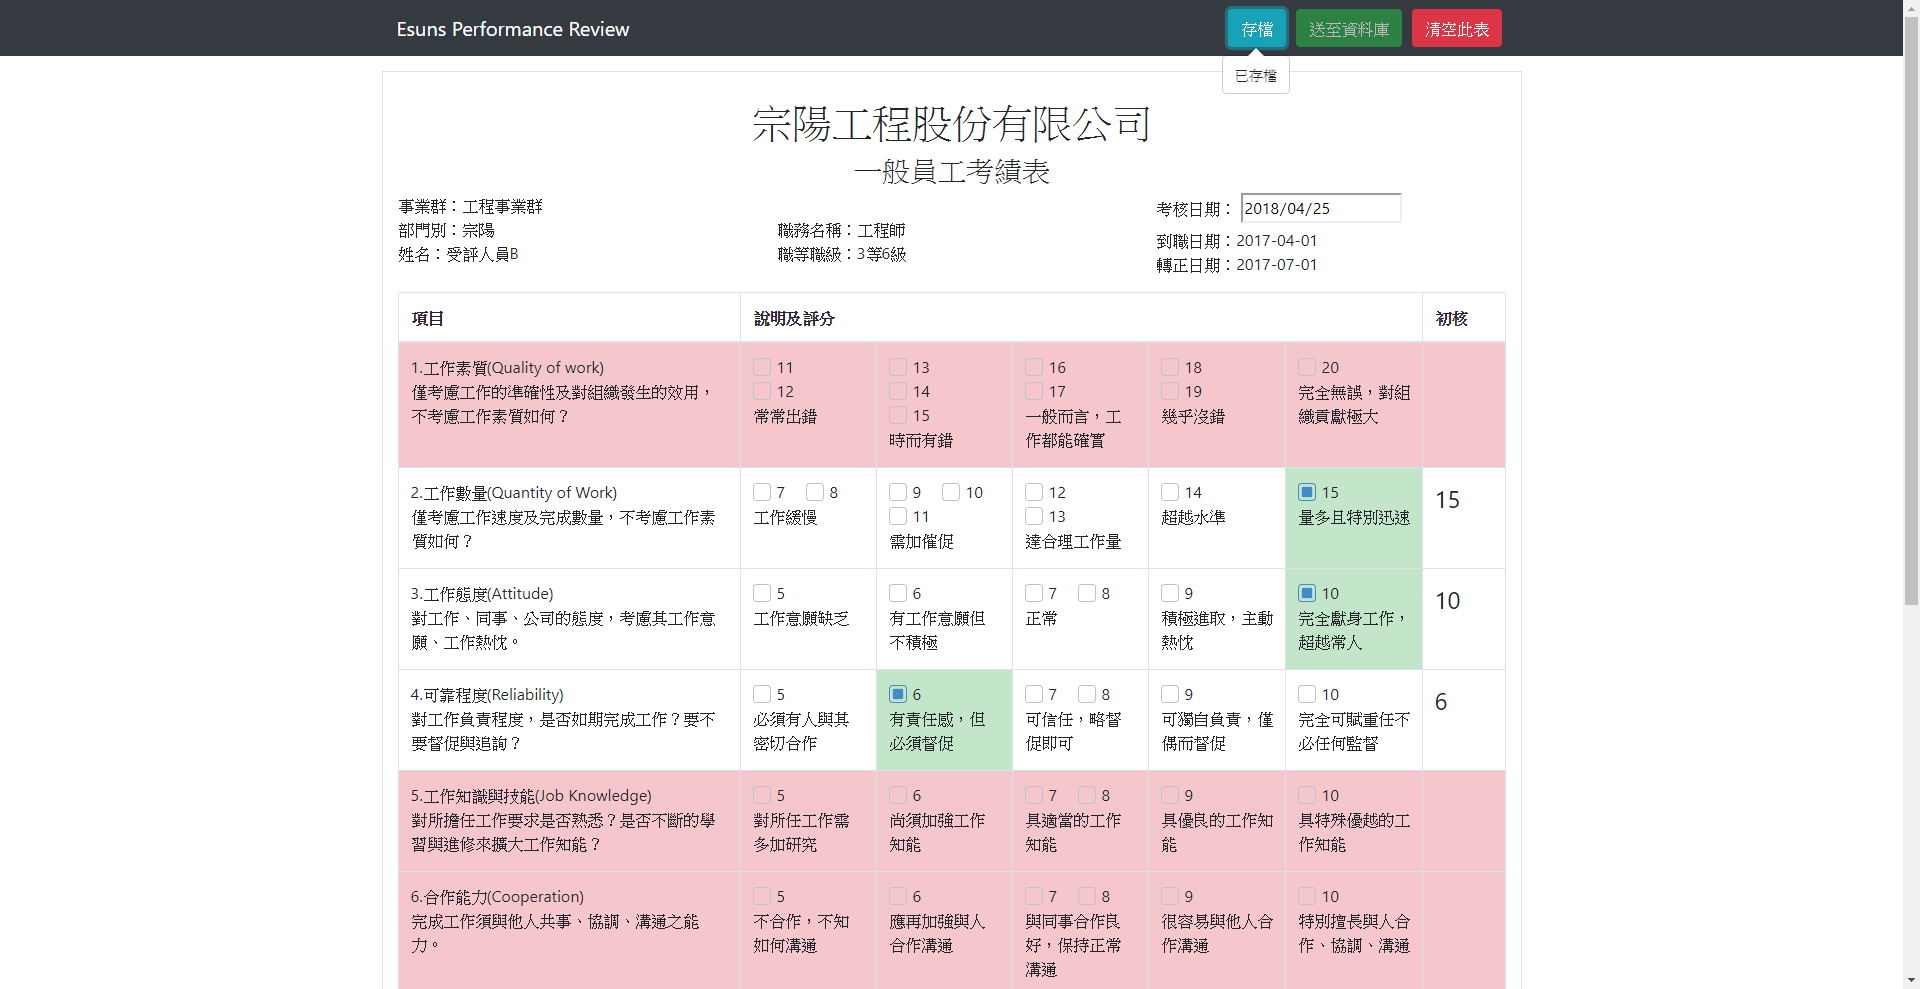 Esuns Performance Review
存檔
送至資料庫
清空此表
已存檔
宗陽工程股份有限公司
一般員工考績表
事業群：工程事業群
部門別：宗陽
姓名：受評人員B
職務名稱：工程師
職等職級：3等6級
考核日期： 2018/04/25
到職日期：2017-04-01
轉正日期：2017-07-01
項目 說明及評分 初核
1.工作素質(Quality of work)
僅考慮工作的準確性及對組織發生的效用，
不考慮工作素質如何？
11
12
常常出錯
13
14
15
時而有錯
16
17
一般而言，工
作都能確實
18
19
幾乎沒錯
20
完全無誤，對組
織貢獻極大
2.工作數量(Quantity of Work)
僅考慮工作速度及完成數量，不考慮工作素
質如何？
7 8
工作緩慢
9 10
11
需加催促
12
13
達合理工作量
14
超越水準
15
量多且特別迅速
15
3.工作態度(Attitude)
對工作、同事、公司的態度，考慮其工作意
願、工作熱忱。
5
工作意願缺乏
6
有工作意願但
不積極
7 8
正常
9
積極進取，主動
熱忱
10
完全獻身工作，
超越常人
10
4.可靠程度(Reliability)
對工作負責程度，是否如期完成工作？要不
要督促與追詢？
5
必須有人與其
密切合作
6
有責任感，但
必須督促
7 8
可信任，略督
促即可
9
可獨自負責，僅
偶而督促
10
完全可賦重任不
必任何監督
6
5.工作知識與技能(Job Knowledge)
對所擔任工作要求是否熟悉？是否不斷的學
習與進修來擴大工作知能？
5
對所任工作需
多加研究
6
尚須加強工作
知能
7 8
具適當的工作
知能
9
具優良的工作知
能
10
具特殊優越的工
作知能
6.合作能力(Cooperation)
完成工作須與他人共事、協調、溝通之能
力。
5
不合作，不知
如何溝通
6
應再加強與人
合作溝通
7 8
與同事合作良
好，保持正常
溝通
9
很容易與他人合
作溝通
10
特別擅長與人合
作、協調、溝通